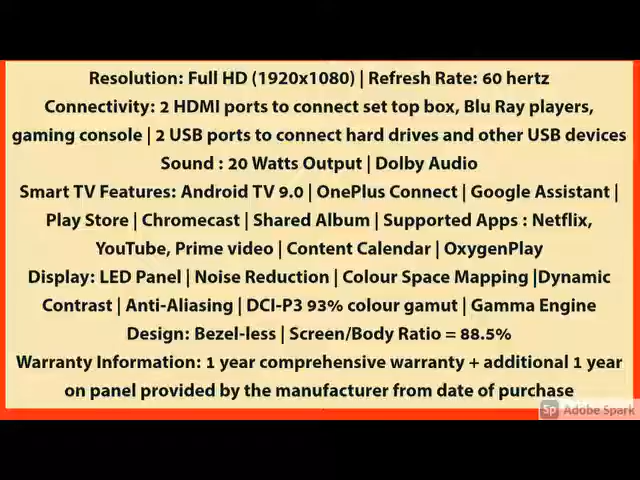 Resolution: Full HD (1920x1080) | Refresh Rate: 60 hertz
Connectivity: 2 HDMI ports to connect set top box, Blu Ray players,
gaming console | 2 USB ports to connect hard drives and other USB devices
Sound : 20 Watts Output | Dolby Audio
Smart TV Features: Android TV 9.0 | OnePlus Connect | Google Assistant |
Play Store | Chromecast | Shared Album | Supported Apps : Netflix,
YouTube, Prime video | Content Calendar | OxygenPlay
Display: LED Panel | Noise Reduction | Colour Space Mapping |Dynamic
Contrast | Anti-Aliasing | DCI-P3 93% colour gamut | Gamma Engine
Design: Bezel-less | Screen/Body Ratio = 88.5%
Warranty Information: 1 year comprehensive warranty + additional 1 year
on panel provided by the manufacturer from date of purchase
Sp Adobe Spark